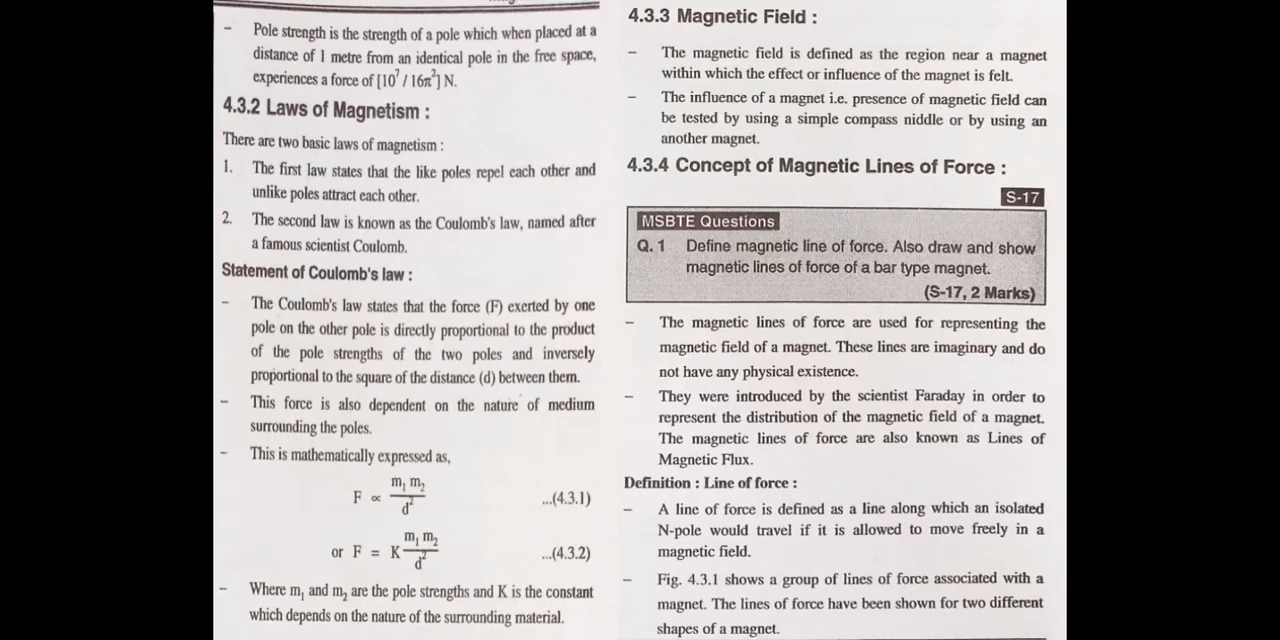 – Pole strength is the strength of a pole which when placed at a
distance of 1 metre from an identical pole in the free space,
experiences a force of [10⁷ / 16π²] N.
4.3.2 Laws of Magnetism :
There are two basic laws of magnetism :
1. The first law states that the like poles repel each other and
unlike poles attract each other.
2. The second law is known as the Coulomb's law, named after
a famous scientist Coulomb.
Statement of Coulomb's law :
– The Coulomb's law states that the force (F) exerted by one
pole on the other pole is directly proportional to the product
of the pole strengths of the two poles and inversely
proportional to the square of the distance (d) between them.
– This force is also dependent on the nature of medium
surrounding the poles.
– This is mathematically expressed as,
F ∝ m₁ m₂ / d² ...(4.3.1)
or F = K m₁ m₂ / d² ...(4.3.2)
– Where m₁ and m₂ are the pole strengths and K is the constant
which depends on the nature of the surrounding material.
4.3.3 Magnetic Field :
– The magnetic field is defined as the region near a magnet
within which the effect or influence of the magnet is felt.
– The influence of a magnet i.e. presence of magnetic field can
be tested by using a simple compass niddle or by using an
another magnet.
4.3.4 Concept of Magnetic Lines of Force :
S-17
MSBTE Questions
Q. 1 Define magnetic line of force. Also draw and show
magnetic lines of force of a bar type magnet.
(S-17, 2 Marks)
– The magnetic lines of force are used for representing the
magnetic field of a magnet. These lines are imaginary and do
not have any physical existence.
– They were introduced by the scientist Faraday in order to
represent the distribution of the magnetic field of a magnet.
The magnetic lines of force are also known as Lines of
Magnetic Flux.
Definition : Line of force :
– A line of force is defined as a line along which an isolated
N-pole would travel if it is allowed to move freely in a
magnetic field.
– Fig. 4.3.1 shows a group of lines of force associated with a
magnet. The lines of force have been shown for two different
shapes of a magnet.